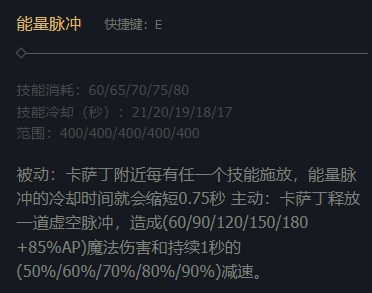 能量脉冲 快捷键：E
技能消耗：60/65/70/75/80
技能冷却（秒）：21/20/19/18/17
范围：400/400/400/400/400
被动：卡萨丁附近每有任一个技能施放，能量脉
冲的冷却时间就会缩短0.75秒 主动：卡萨丁释放
一道虚空脉冲，造成(60/90/120/150/180
+85%AP)魔法伤害和持续1秒的
(50%/60%/70%/80%/90%)减速。